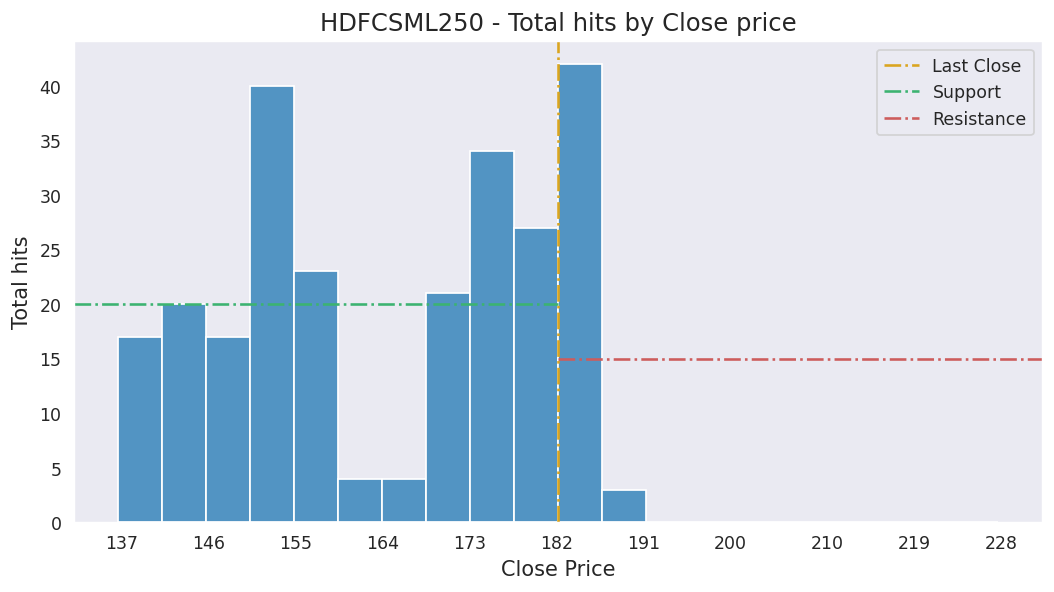 HDFCSML250 - Total hits by Close price
Last Close
Support
Resistance
Total hits
40
35
30
25
20
15
10
5
0
137 146 155 164 173 182 191 200 210 219 228
Close Price